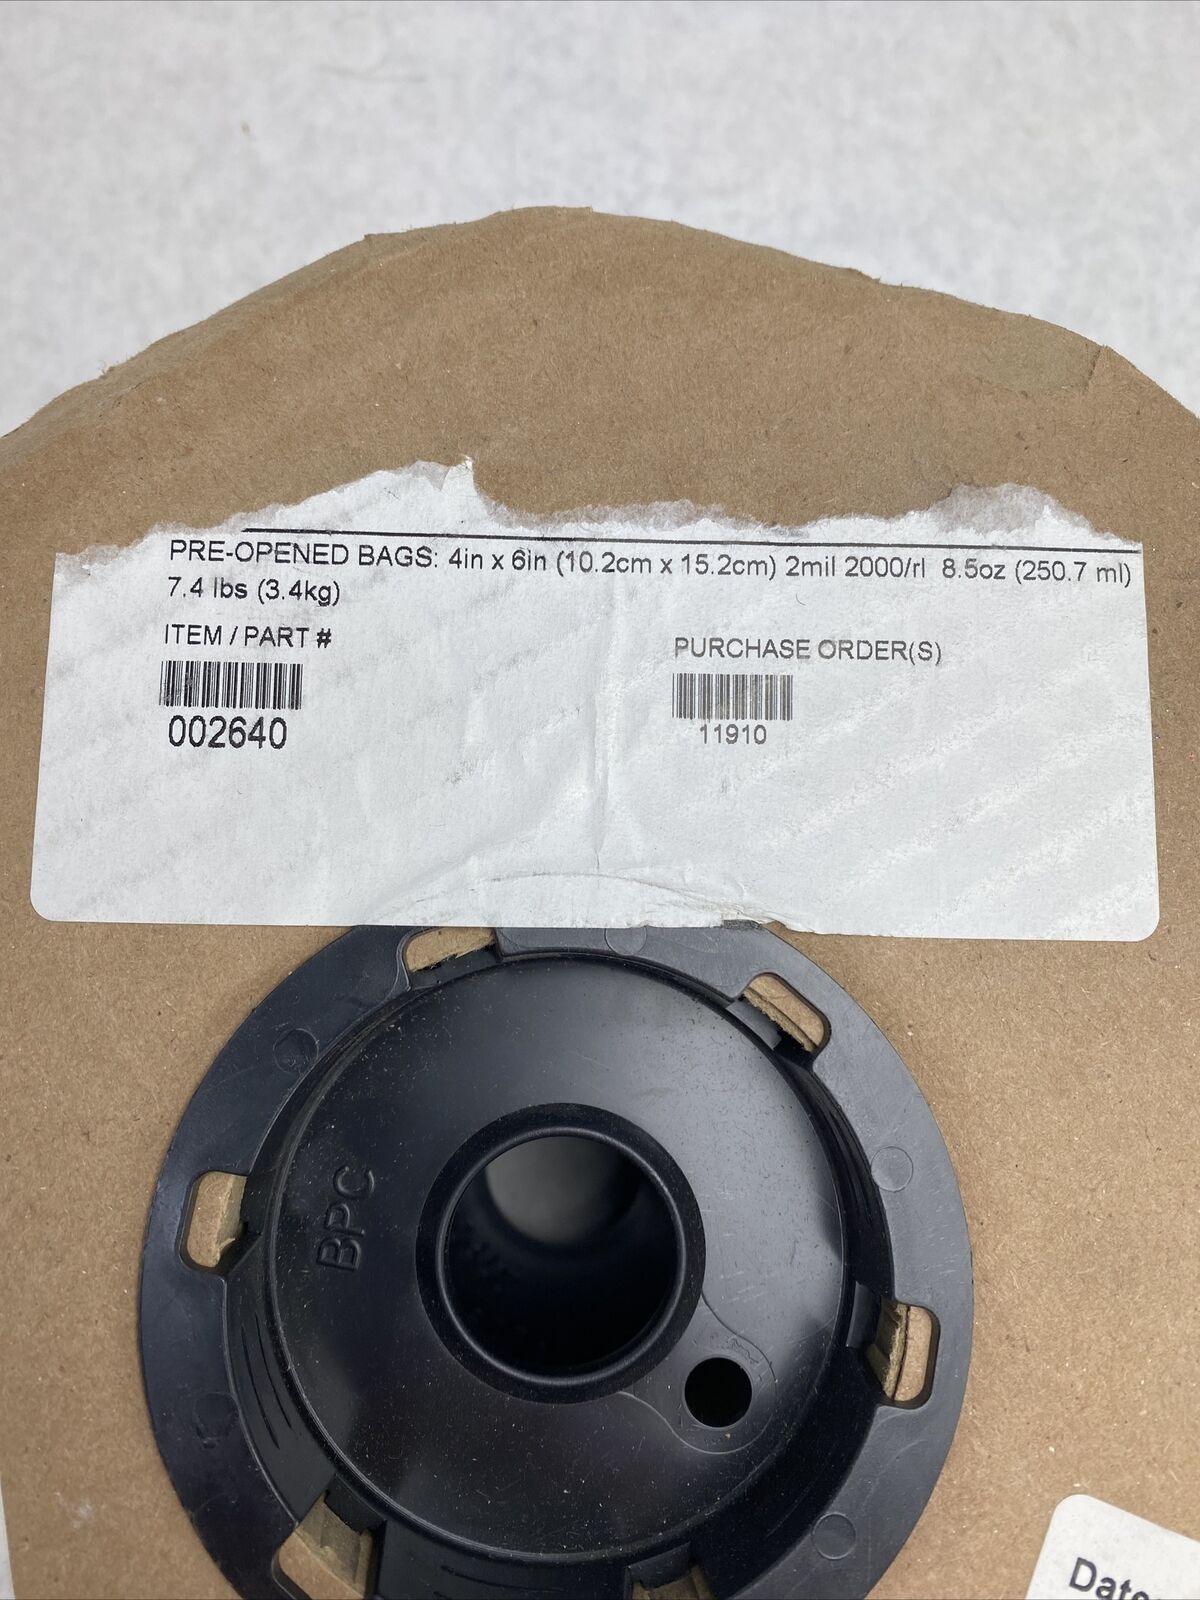 PRE-OPENED BAGS: 4in x 6in (10.2cm x 15.2cm) 2mil 2000/rl 8.5oz (250.7 ml)
7.4 lbs (3.4kg)
ITEM / PART #
002640
PURCHASE ORDER(S)
11910
BPC
Date